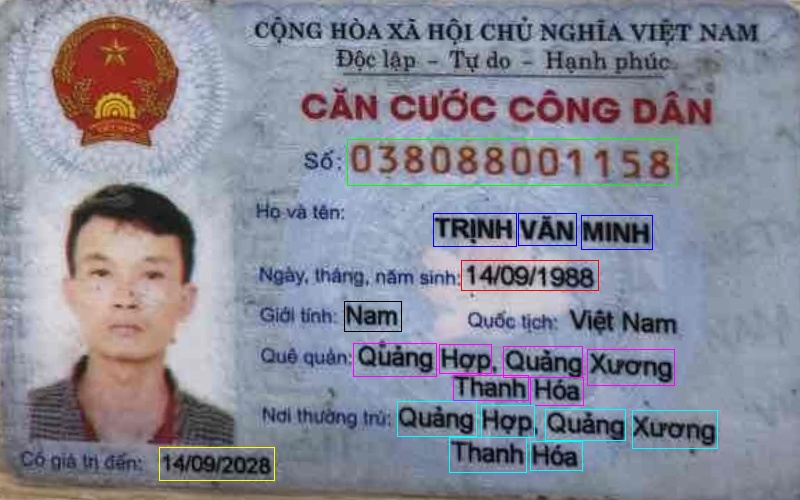 CỘNG HÒA XÃ HỘI CHỦ NGHĨA VIỆT NAM
Độc lập - Tự do - Hạnh phúc
CĂN CƯỚC CÔNG DÂN
Số: 038088001158
Họ và tên:
TRỊNH VĂN MINH
Ngày, tháng, năm sinh: 14/09/1988
Giới tính: Nam Quốc tịch: Việt Nam
Quê quán: Quảng Hợp, Quảng Xương
Thanh Hóa
Nơi thường trú: Quảng Hợp, Quảng Xương
Thanh Hóa
Có giá trị đến: 14/09/2028